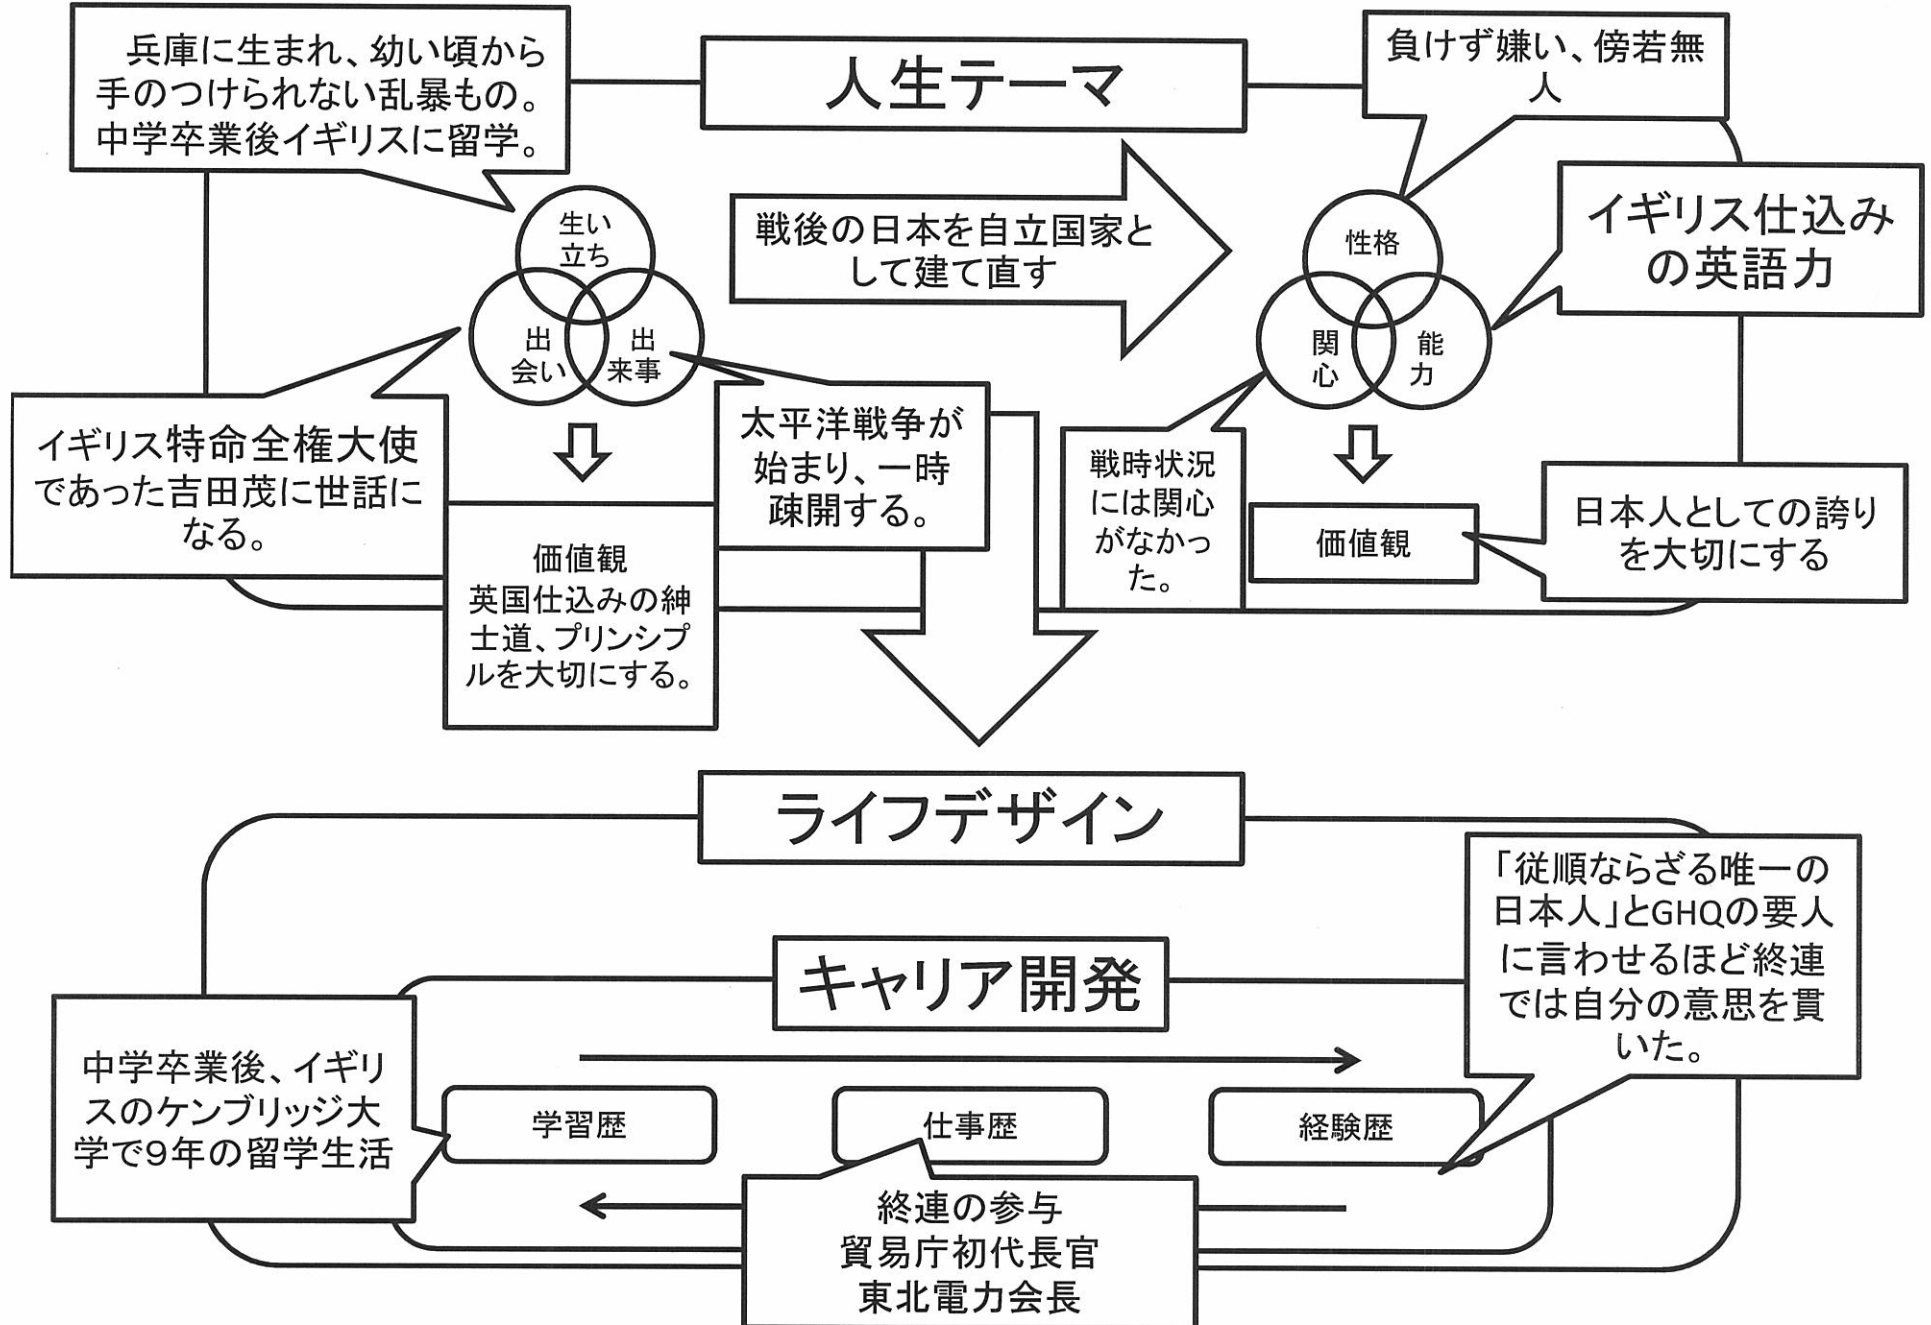 人生テーマ
兵庫に生まれ、幼い頃から
手のつけられない乱暴もの。
中学卒業後イギリスに留学。
生い
立ち
出
会い
出
来事
イギリス特命全権大使
であった吉田茂に世話に
なる。
太平洋戦争が
始まり、一時
疎開する。
価値観
英国仕込みの紳
士道、プリンシプ
ルを大切にする。
戦後の日本を自立国家と
して建て直す
負けず嫌い、傍若無
人
性格
関
心
能
力
イギリス仕込み
の英語力
戦時状況
には関心
がなかっ
た。
価値観
日本人としての誇り
を大切にする
ライフデザイン
キャリア開発
中学卒業後、イギリ
スのケンブリッジ大
学で9年の留学生活
学習歴
仕事歴
経験歴
終連の参与
貿易庁初代長官
東北電力会長
「従順ならざる唯一の
日本人」とGHQの要人
に言わせるほど終連
では自分の意思を貫
いた。